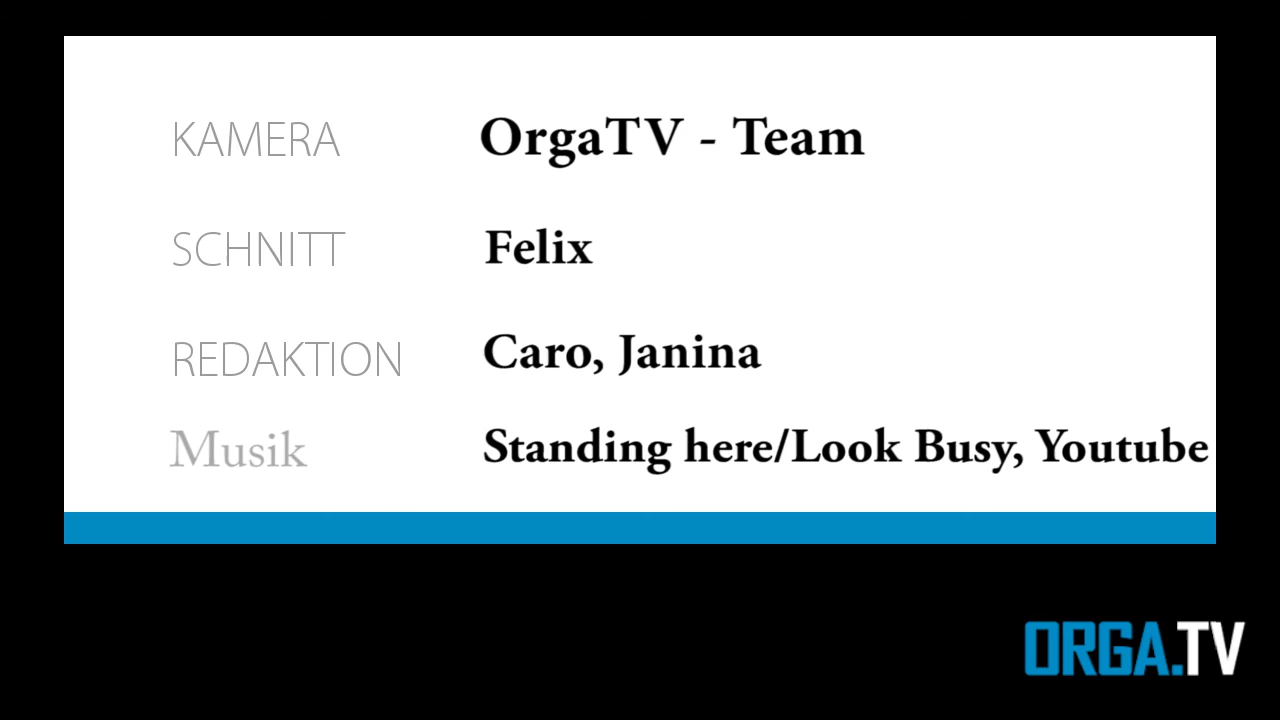 KAMERA OrgaTV - Team
SCHNITT Felix
REDAKTION Caro, Janina
Musik Standing here/Look Busy, Youtube
ORGA.TV